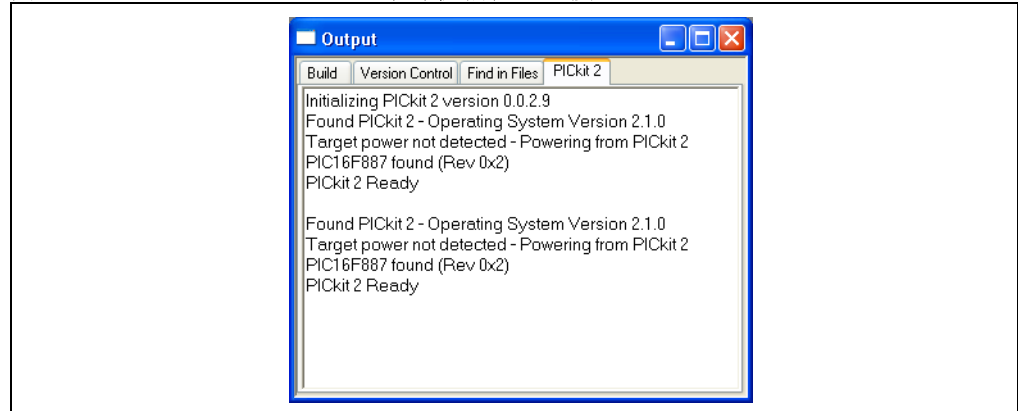 Output
Build Version Control Find in Files PICkit 2
Initializing PICkit 2 version 0.0.2.9
Found PICkit 2 - Operating System Version 2.1.0
Target power not detected - Powering from PICkit 2
PIC16F887 found (Rev 0x2)
PICkit 2 Ready
Found PICkit 2 - Operating System Version 2.1.0
Target power not detected - Powering from PICkit 2
PIC16F887 found (Rev 0x2)
PICkit 2 Ready